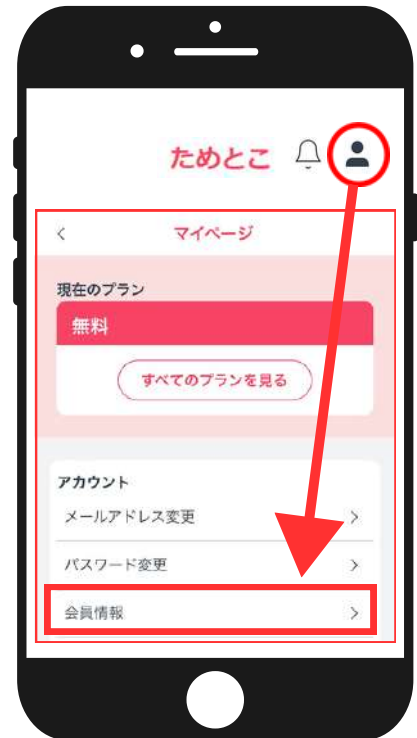 ためとこ
マイページ
現在のプラン
無料
すべてのプランを見る
アカウント
メールアドレス変更
パスワード変更
会員情報